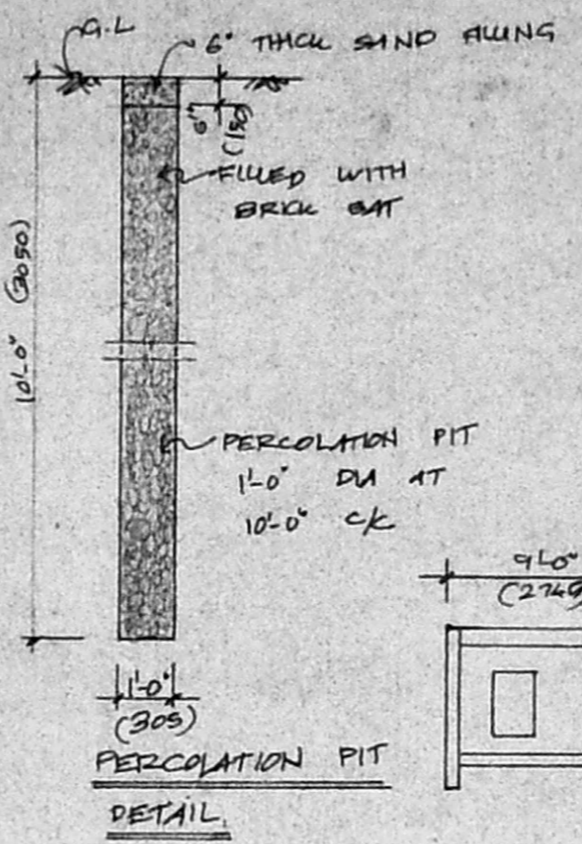 G.L
6" THICK SAND FILLING
6"
(150)
FILLED WITH
BRICK BAT
10'-0" (3050)
PERCOLATION PIT
1'-0" DIA AT
10'-0" C/C
9'-0"
(2749)
1'-0"
(305)
PERCOLATION PIT
DETAIL.